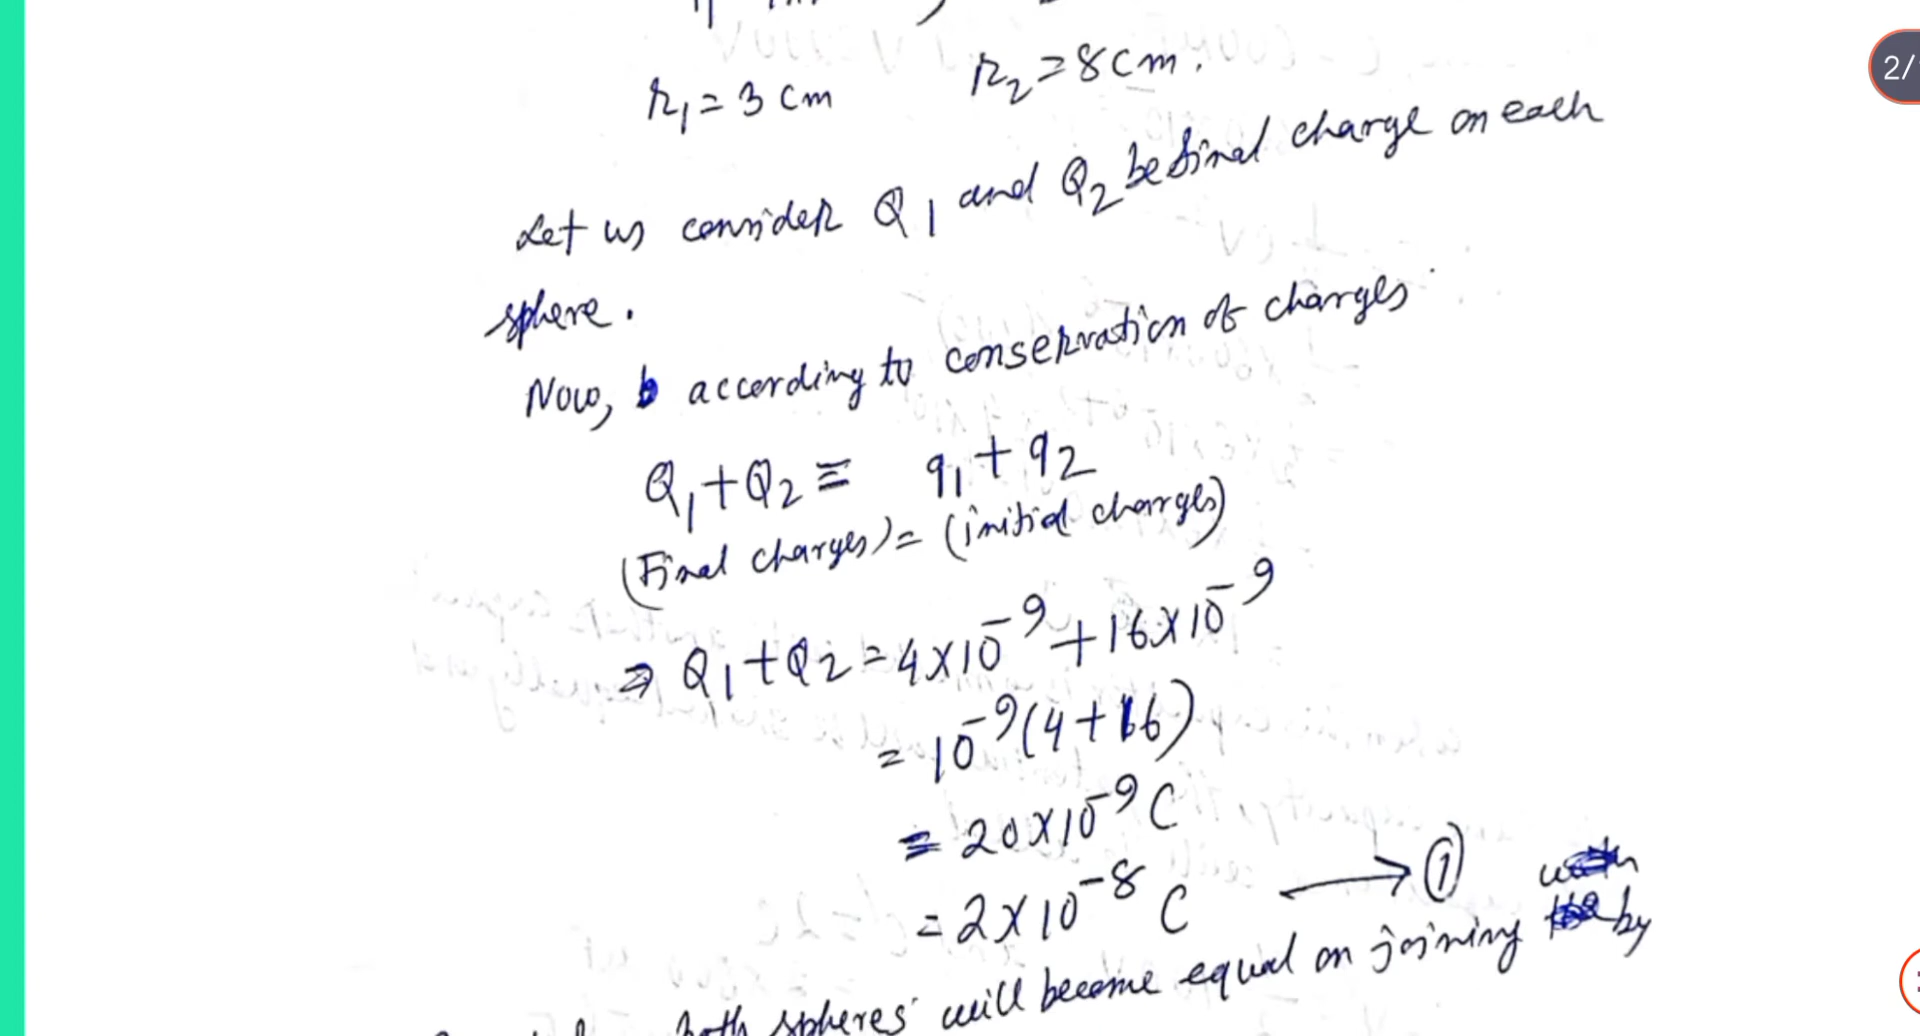 r₁ = 3 cm r₂ = 8 cm.
Let us consider Q₁ and Q₂ be final charge on each
sphere.
Now, according to conservation of charges
Q₁ + Q₂ = q₁ + q₂
(Final charges) = (initial charges)
⇒ Q₁ + Q₂ = 4×10⁻⁹ + 16×10⁻⁹
= 10⁻⁹(4+16)
= 20×10⁻⁹ C
= 2×10⁻⁸ C → ①
both spheres will become equal on joining by
2/